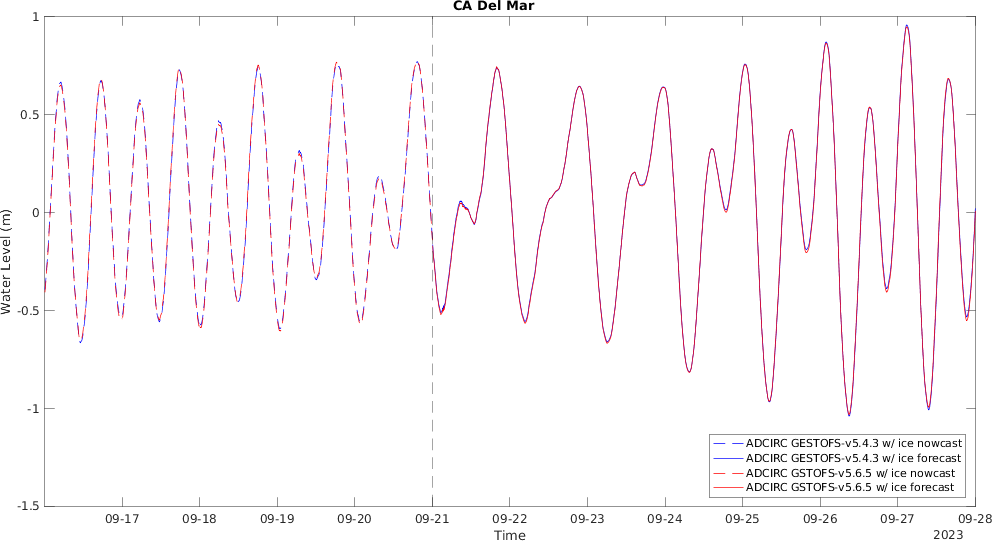 CA Del Mar
1
0.5
0
-0.5
-1
-1.5
Water Level (m)
09-17 09-18 09-19 09-20 09-21 09-22 09-23 09-24 09-25 09-26 09-27 09-28
Time
2023
ADCIRC GESTOFS-v5.4.3 w/ ice nowcast
ADCIRC GESTOFS-v5.4.3 w/ ice forecast
ADCIRC GSTOFS-v5.6.5 w/ ice nowcast
ADCIRC GSTOFS-v5.6.5 w/ ice forecast